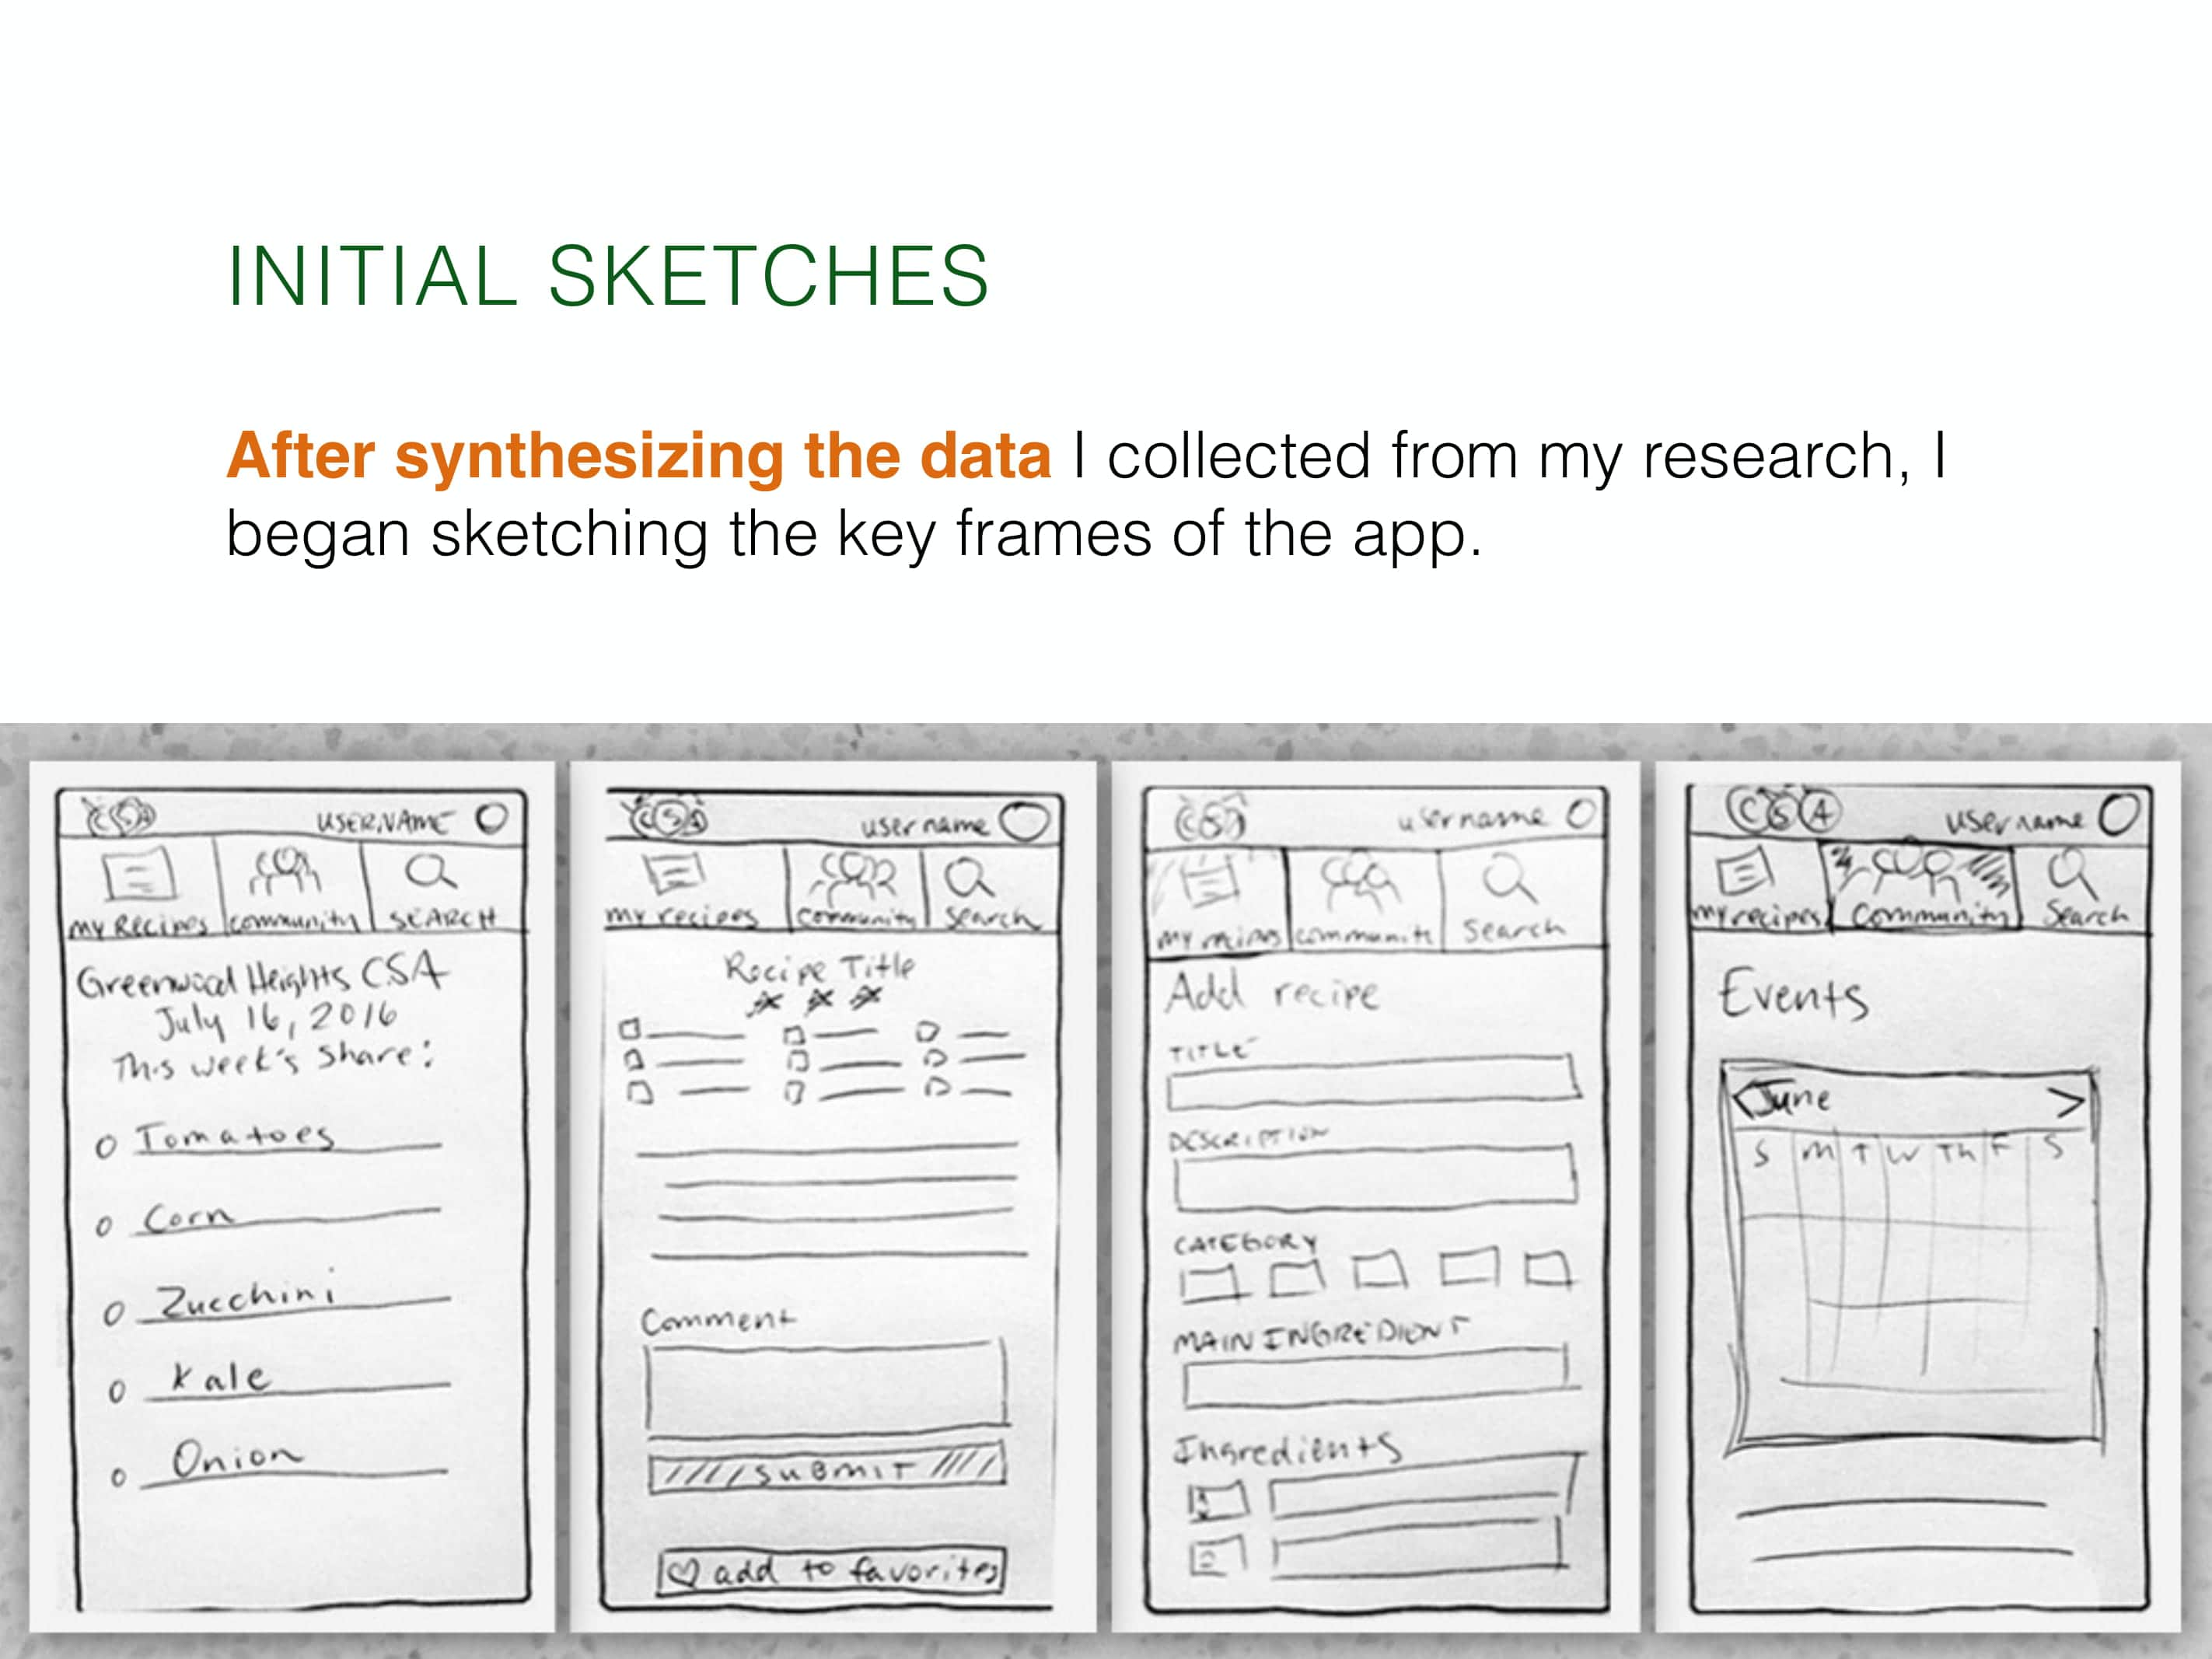 INITIAL SKETCHES
After synthesizing the data I collected from my research, I
began sketching the key frames of the app.
CSA USERNAME
MY RECIPES community SEARCH
Greenwood Heights CSA
July 16, 2016
This week's share:
Tomatoes
Corn
Zucchini
Kale
Onion
CSA username
my recipes community search
Recipe Title
Comment
SUBMIT
add to favorites
CSA username
my recipes community search
Add recipe
TITLE
DESCRIPTION
CATEGORY
MAIN INGREDIENT
Ingredients
1
2
CSA username
my recipes community Search
Events
< June >
S M T W Th F S